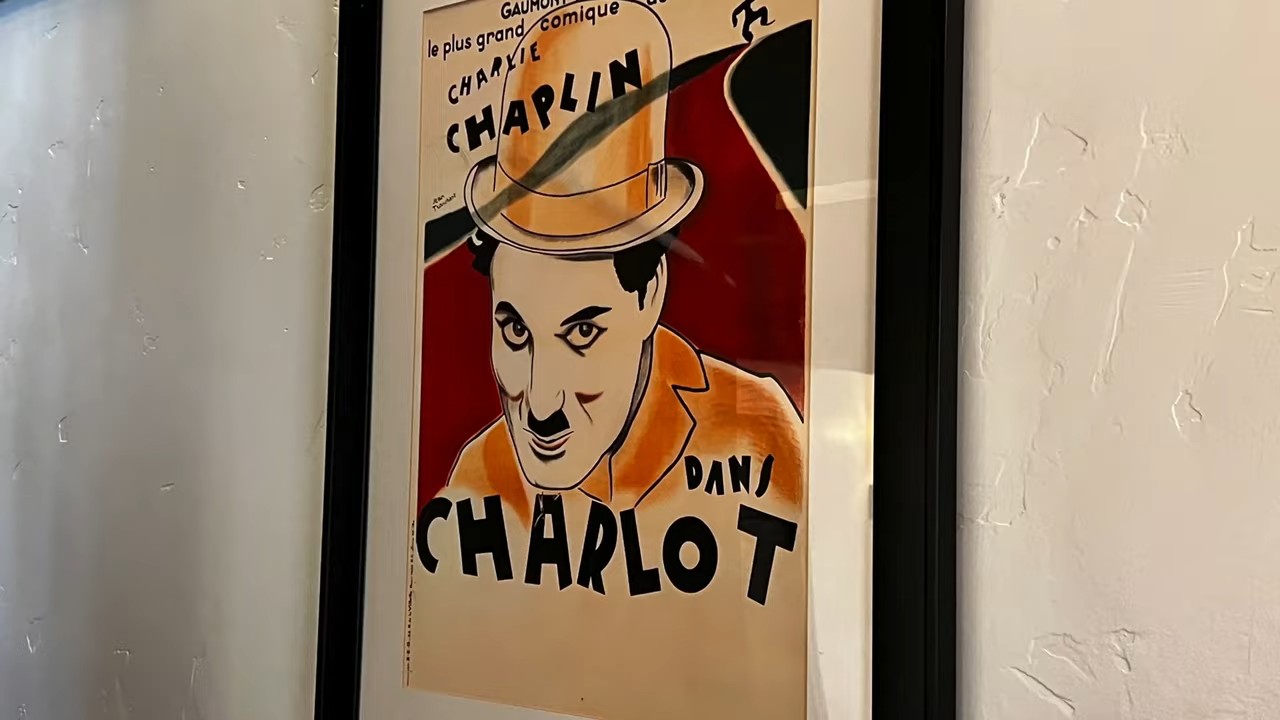 GAUMONT
le plus grand comique
CHARLIE
CHAPLIN
DANS
CHARLOT